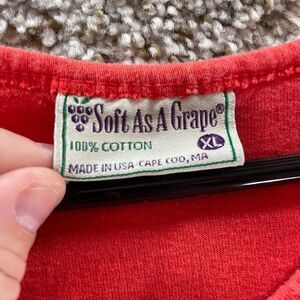 Soft As A Grape®
100% COTTON XL
MADE IN USA-CAPE COD, MA